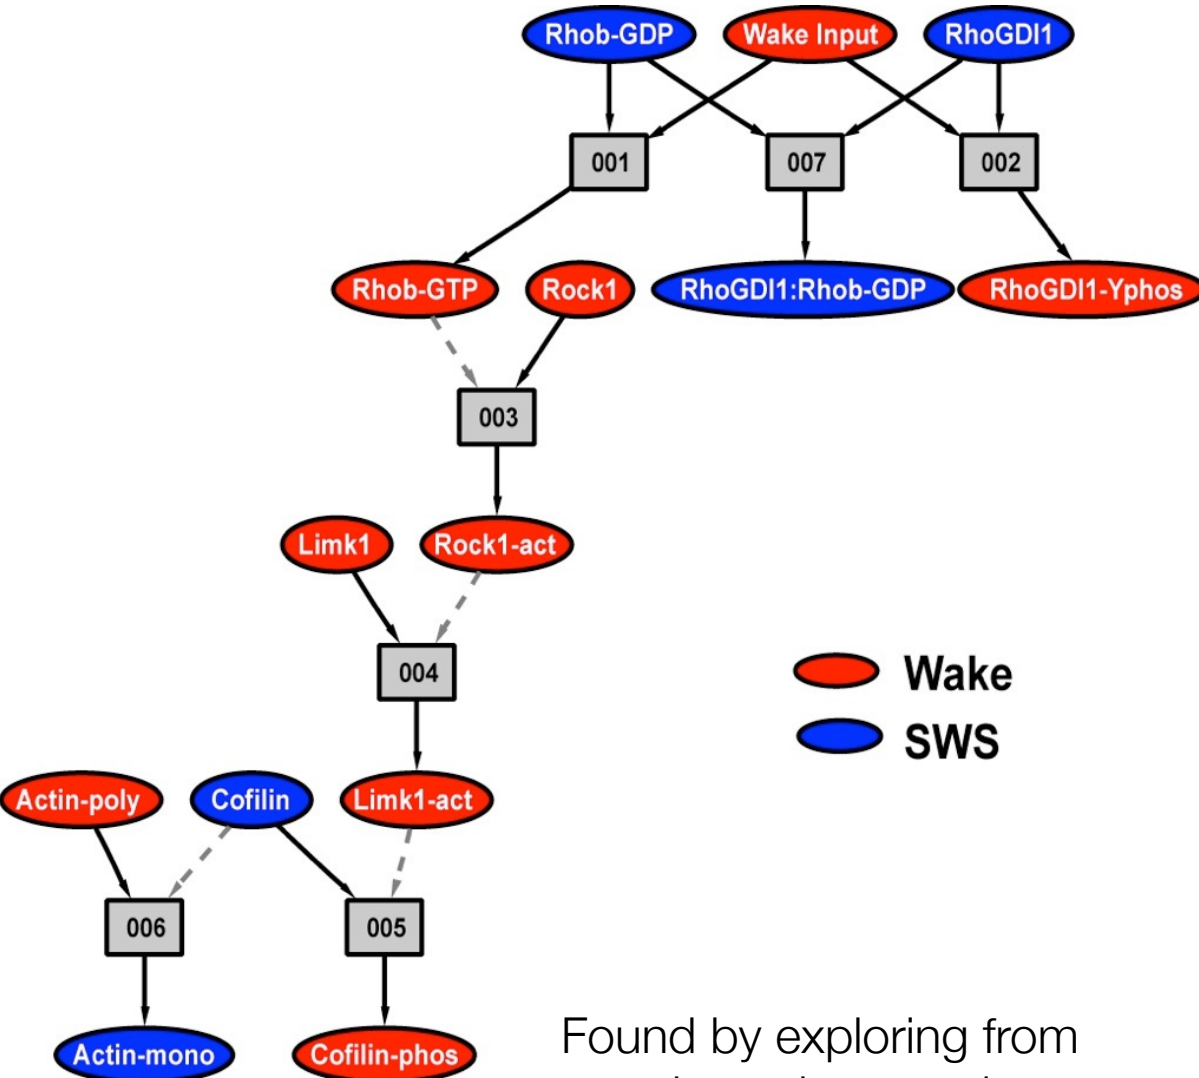 Rhob-GDP Wake Input RhoGDI1
001 007 002
Rhob-GTP Rock1 RhoGDI1:Rhob-GDP RhoGDI1-Yphos
003
Limk1 Rock1-act
004
Wake
SWS
Actin-poly Cofilin Limk1-act
006 005
Actin-mono Cofilin-phos
Found by exploring from